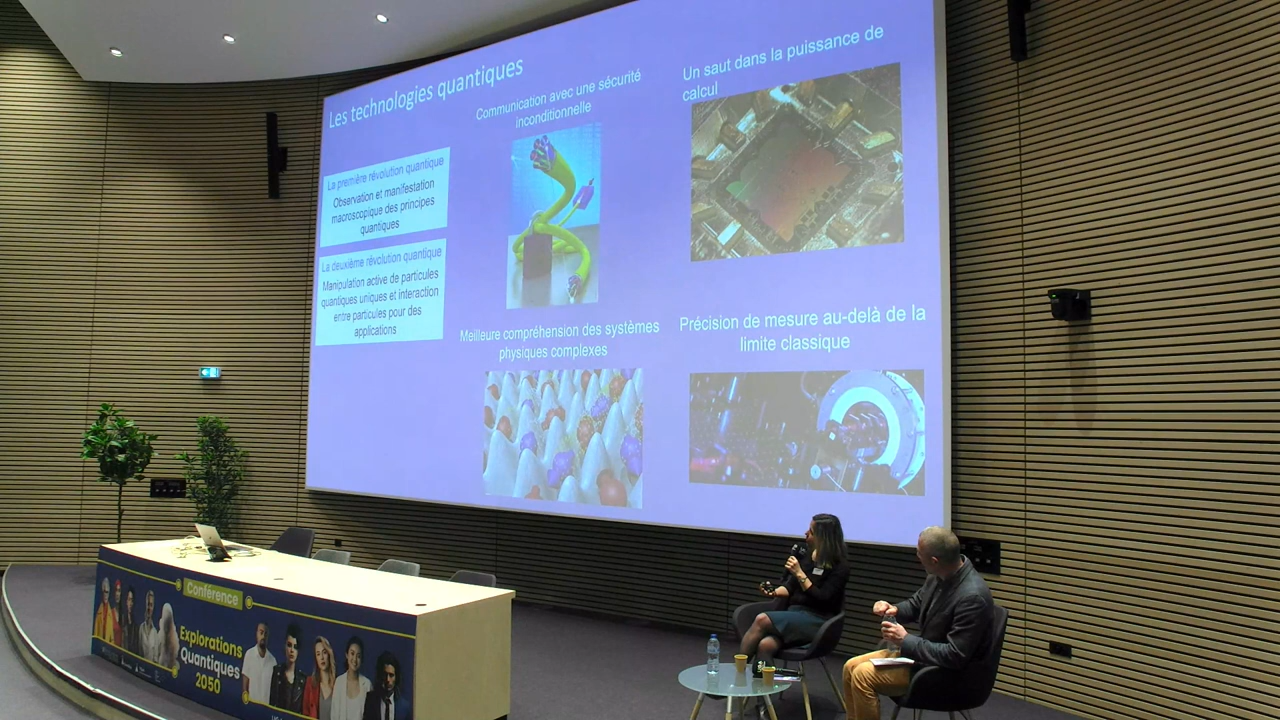 Les technologies quantiques
La première révolution quantique
Observation et manifestation
macroscopique des principes
quantiques
La deuxième révolution quantique
Manipulation active de particules
quantiques uniques et interaction
entre particules pour des
applications
Communication avec une sécurité
inconditionnelle
Un saut dans la puissance de
calcul
Meilleure compréhension des systèmes
physiques complexes
Précision de mesure au-delà de la
limite classique
Conférence
Explorations
Quantiques
2050